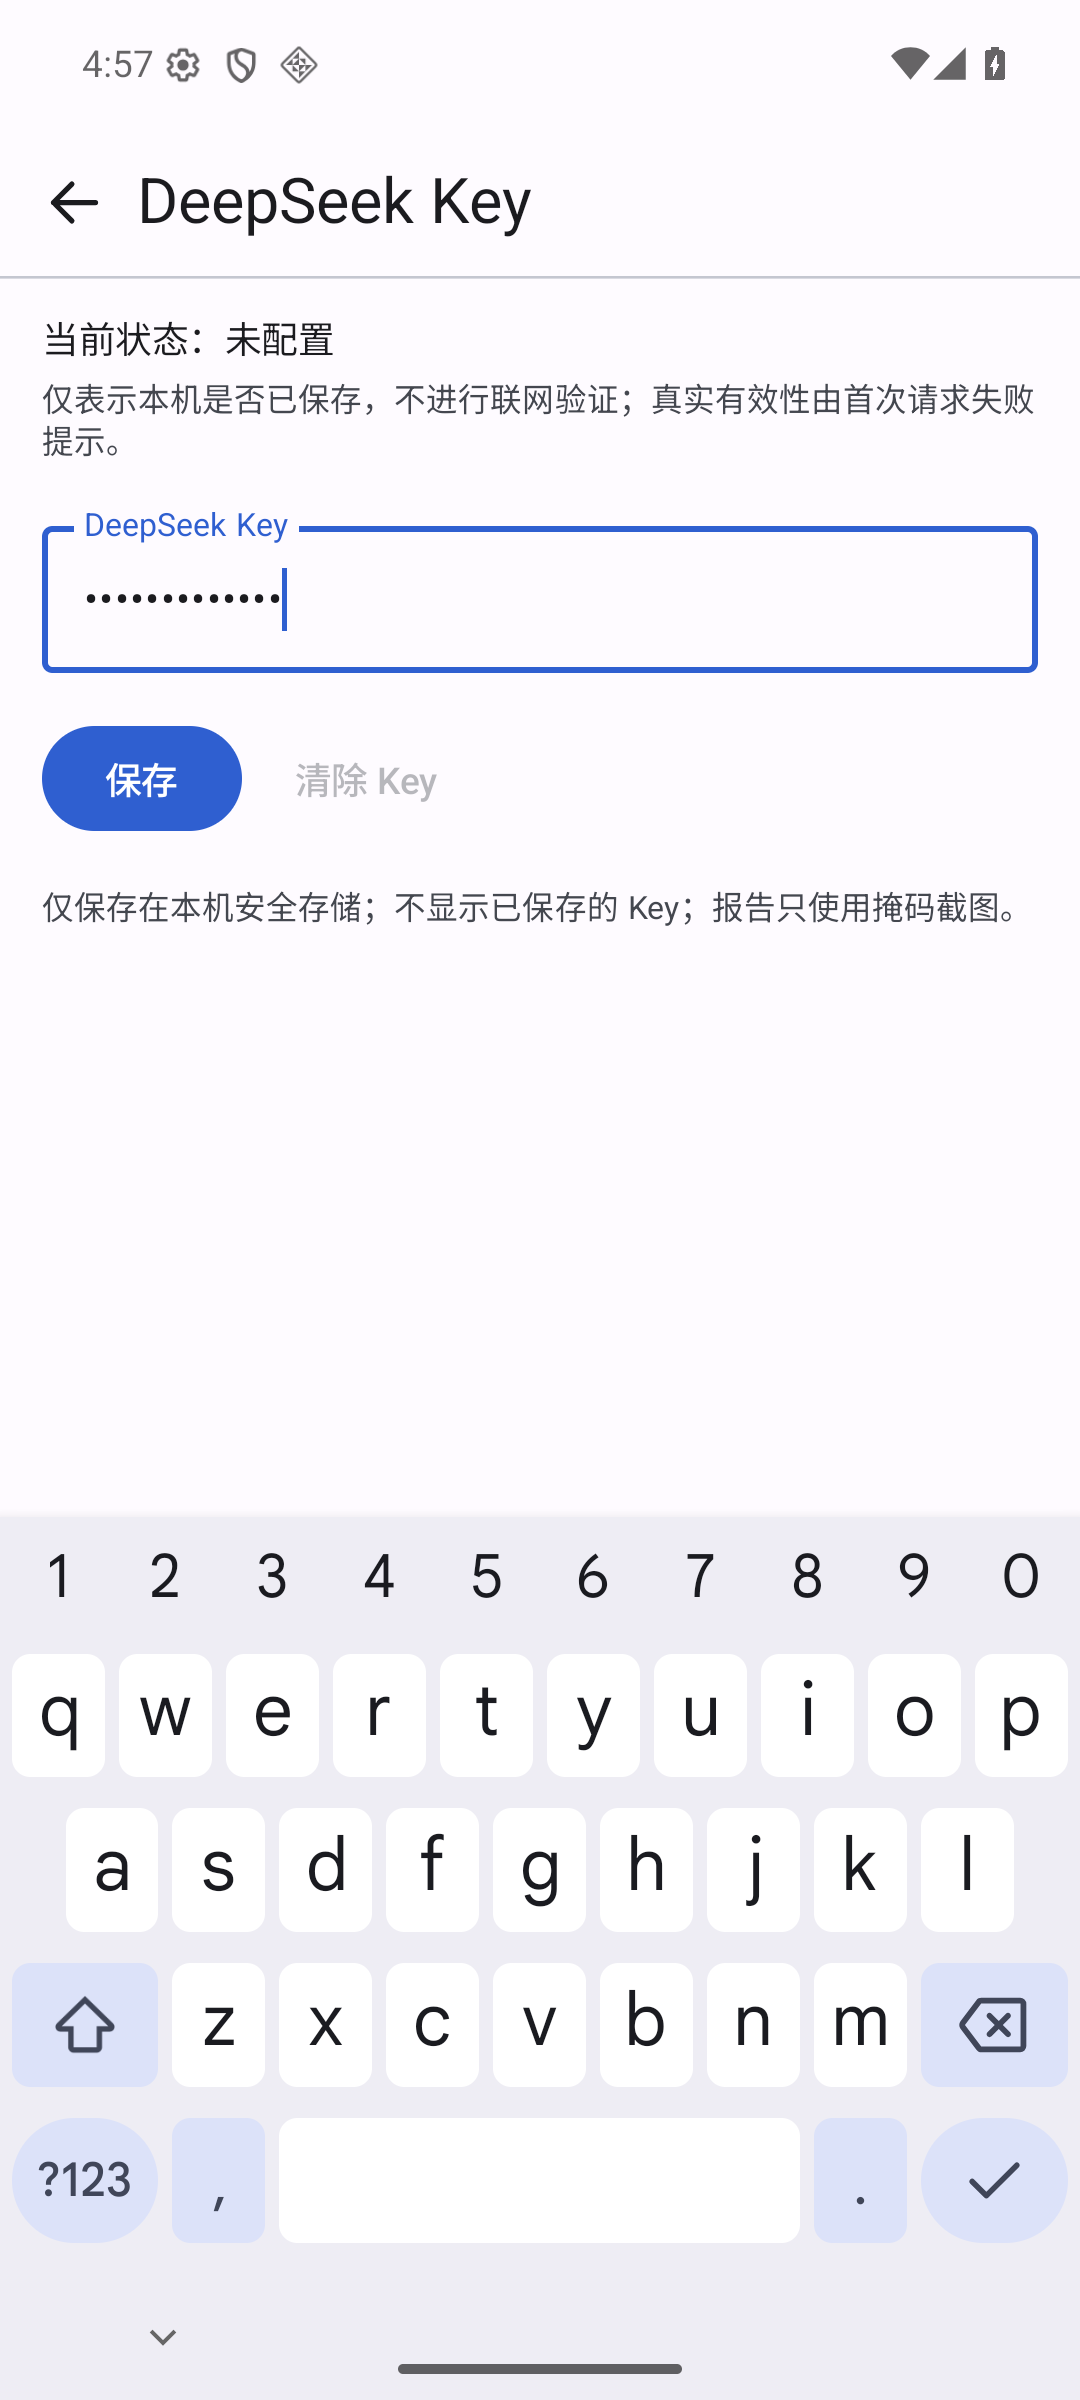 4:57
DeepSeek Key
当前状态：未配置
仅表示本机是否已保存，不进行联网验证；真实有效性由首次请求失败
提示。
DeepSeek Key
•••••••••••••
保存 清除 Key
仅保存在本机安全存储；不显示已保存的 Key；报告只使用掩码截图。
1 2 3 4 5 6 7 8 9 0
q w e r t y u i o p
a s d f g h j k l
z x c v b n m
?123 , .